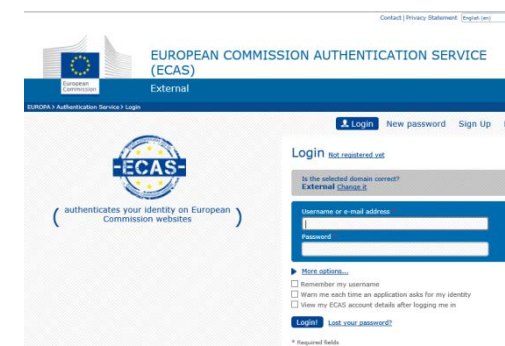 Contact | Privacy Statement English (en)
EUROPEAN COMMISSION AUTHENTICATION SERVICE
(ECAS)
European
Commission
External
EUROPA > Authentication Service > Login
Login New password Sign Up
ECAS
authenticates your identity on European
Commission websites
Login Not registered yet
Is the selected domain correct?
External Change it
Username or e-mail address
Password
More options...
Remember my username
Warn me each time an application asks for my identity
View my ECAS account details after logging me in
Login! Lost your password?
* Required fields